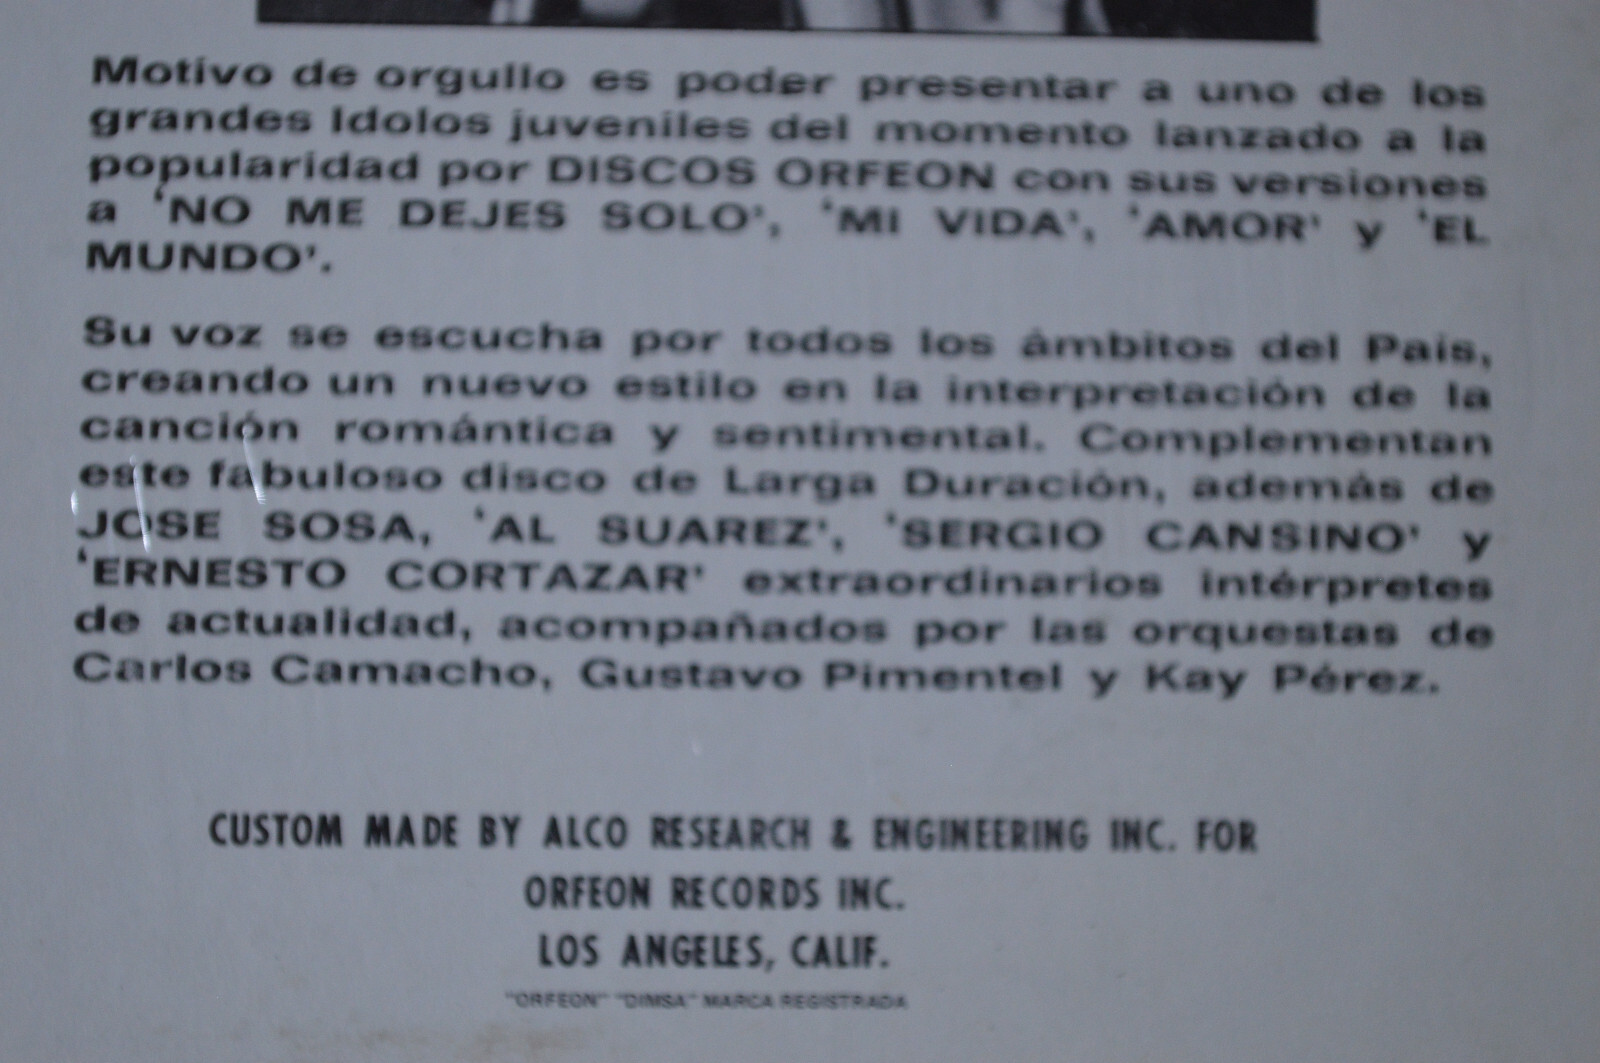 Motivo de orgullo es poder presentar a uno de los
grandes Idolos juveniles del momento lanzado a la
popularidad por DISCOS ORFEON con sus versiones
a 'NO ME DEJES SOLO', 'MI VIDA', 'AMOR' y 'EL
MUNDO'.
Su voz se escucha por todos los ámbitos del País,
creando un nuevo estilo en la interpretación de la
canción romántica y sentimental. Complementan
este fabuloso disco de Larga Duración, además de
JOSE SOSA, 'AL SUAREZ', 'SERGIO CANSINO' y
'ERNESTO CORTAZAR' extraordinarios intérpretes
de actualidad, acompañados por las orquestas de
Carlos Camacho, Gustavo Pimentel y Kay Pérez.
CUSTOM MADE BY ALCO RESEARCH & ENGINEERING INC. FOR
ORFEON RECORDS INC.
LOS ANGELES, CALIF.
"ORFEON" "DIMSA" MARCA REGISTRADA